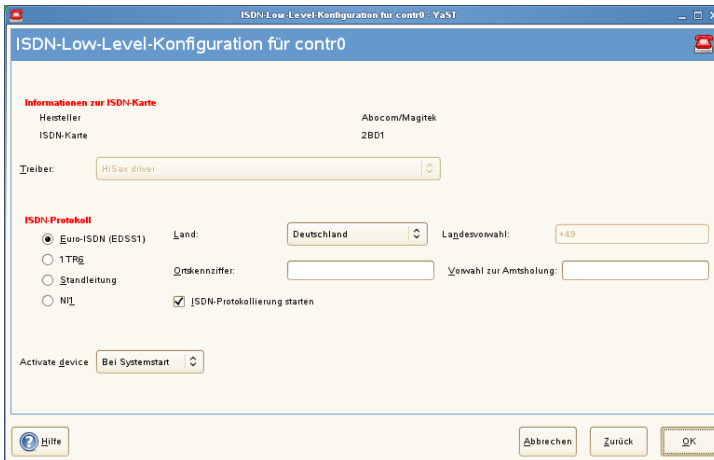 ISDN-Low-Level-Konfiguration für contr0 - YaST
ISDN-Low-Level-Konfiguration für contr0
Informationen zur ISDN-Karte
Hersteller Abocom/Magitek
ISDN-Karte 2BD1
Treiber: HiSax driver
ISDN-Protokoll
Euro-ISDN (EDSS1) Land: Deutschland Landesvorwahl: +49
1TR6
Ortskennziffer: Vorwahl zur Amtsholung:
Standleitung
NI1 ISDN-Protokollierung starten
Activate device Bei Systemstart
Hilfe Abbrechen Zurück OK